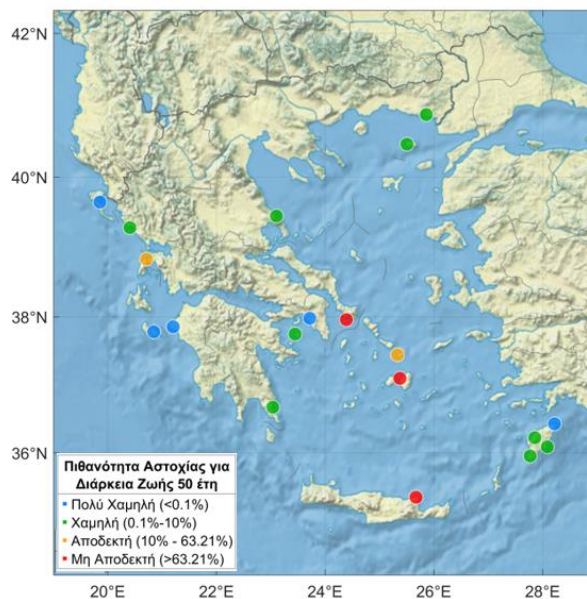 42°N
40°N
38°N
36°N
Πιθανότητα Αστοχίας για
Διάρκεια Ζωής 50 έτη
Πολύ Χαμηλή (<0.1%)
Χαμηλή (0.1%-10%)
Αποδεκτή (10% - 63.21%)
Μη Αποδεκτή (>63.21%)
20°E
22°E
24°E
26°E
28°E